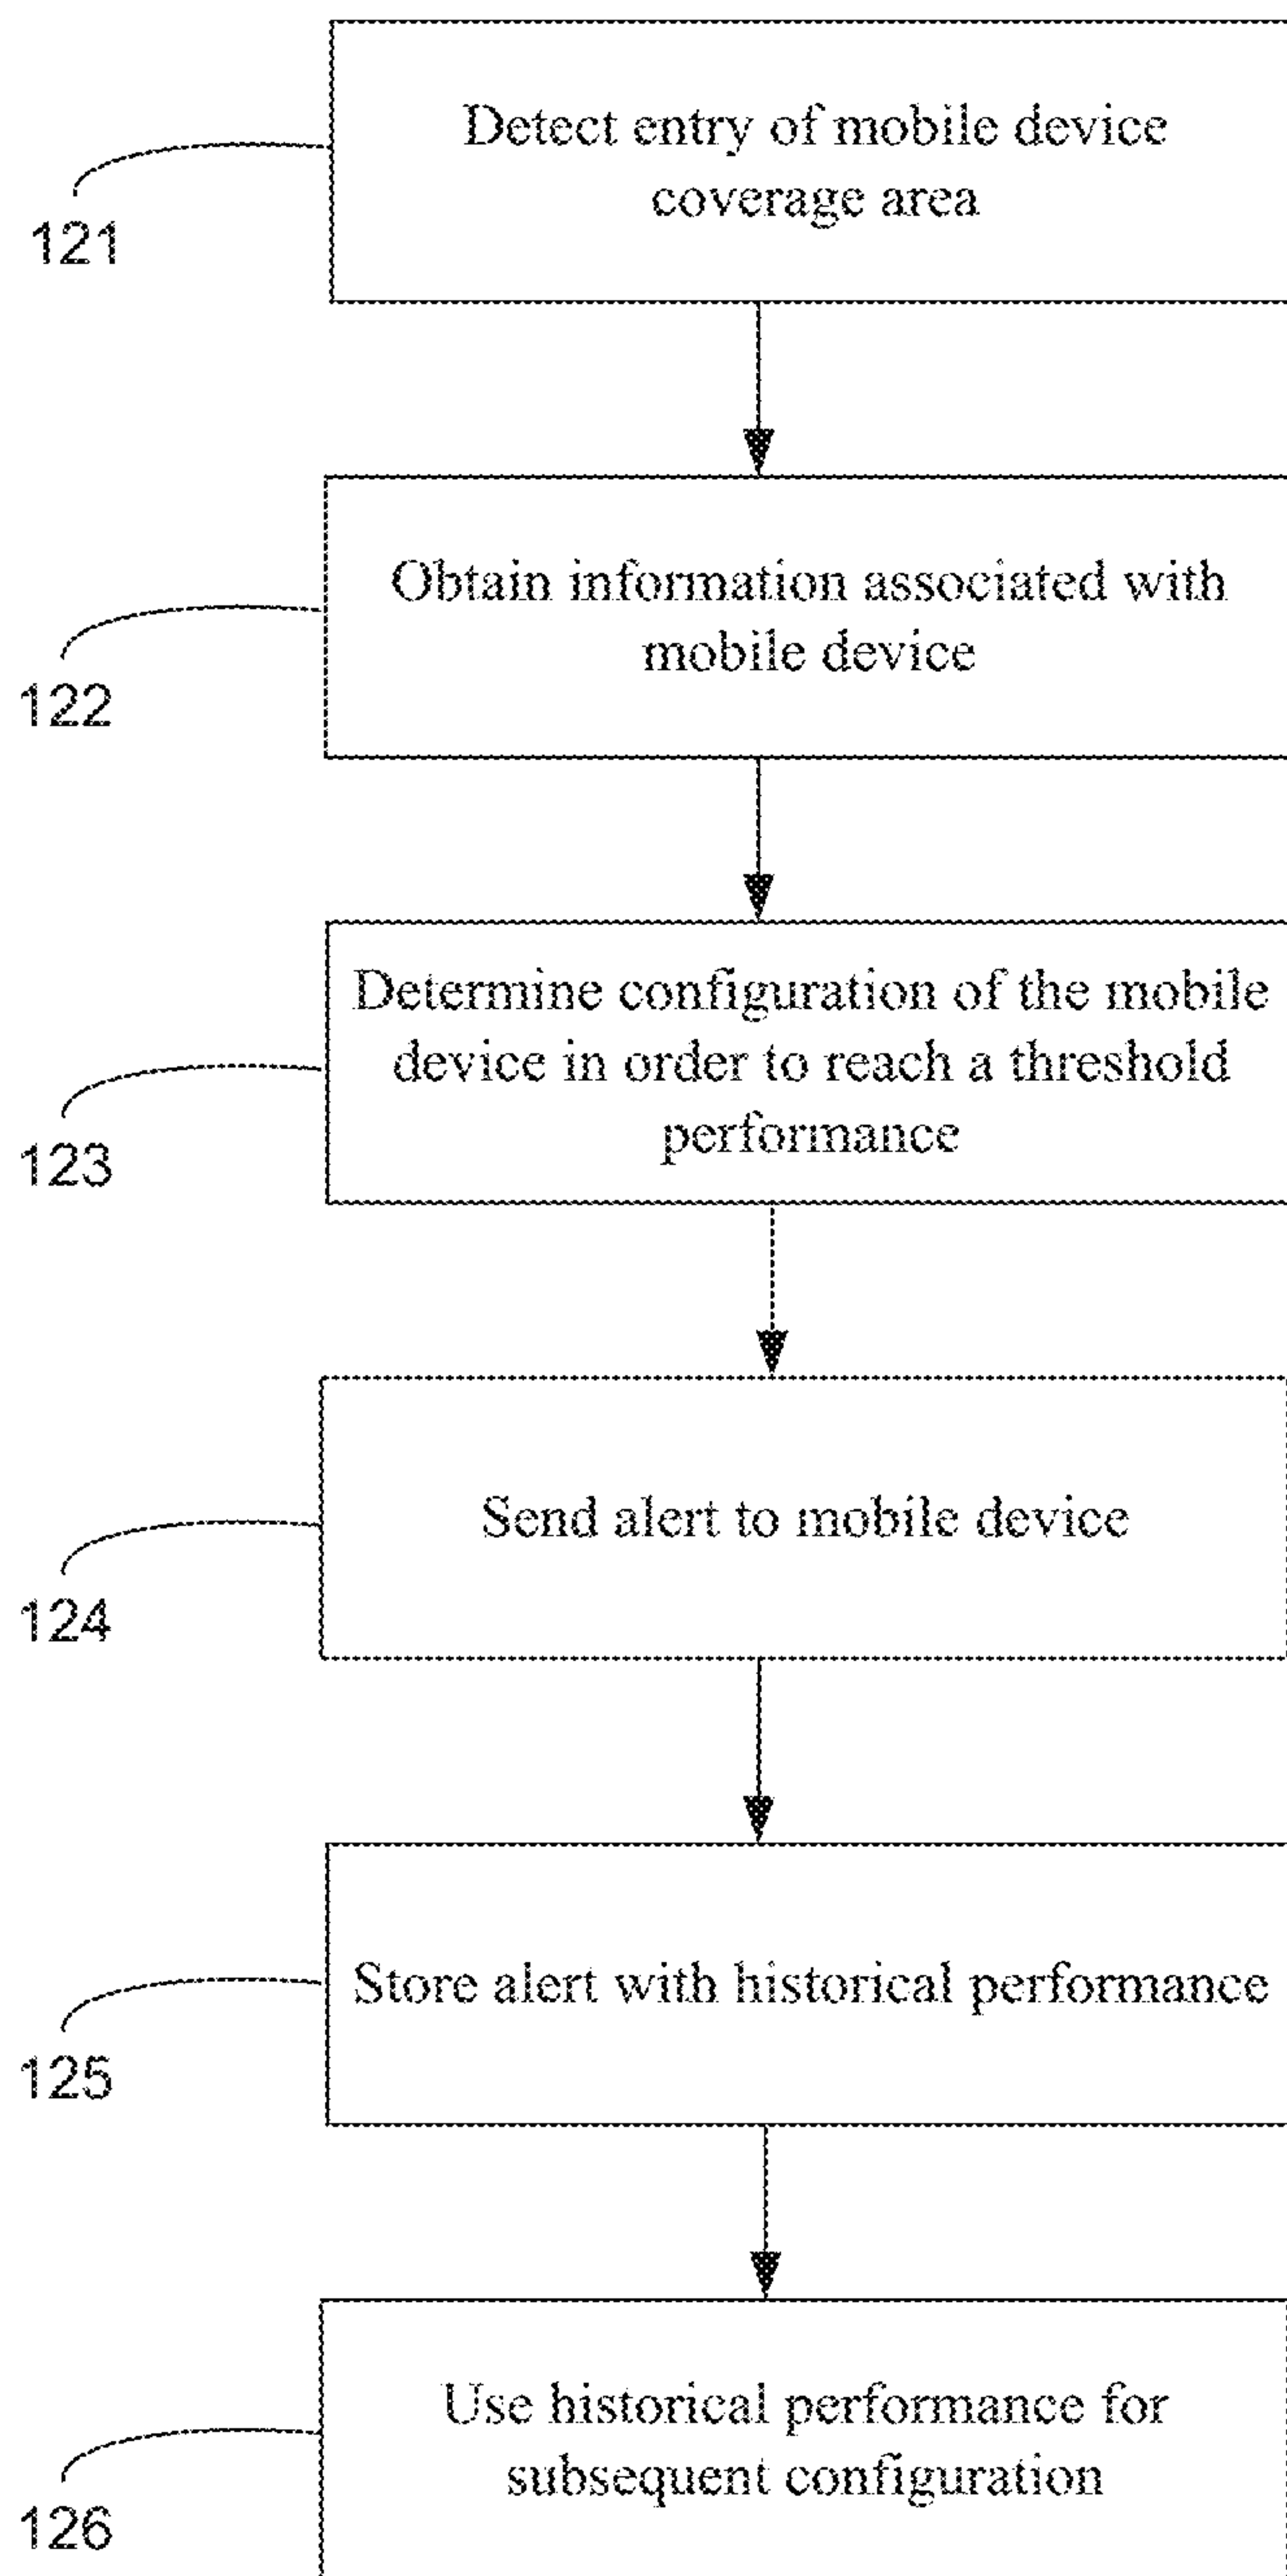 Detect entry of mobile device
coverage area
121
Obtain information associated with
mobile device
122
Determine configuration of the mobile
device in order to reach a threshold
performance
123
Send alert to mobile device
124
Store alert with historical performance
125
Use historical performance for
subsequent configuration
126